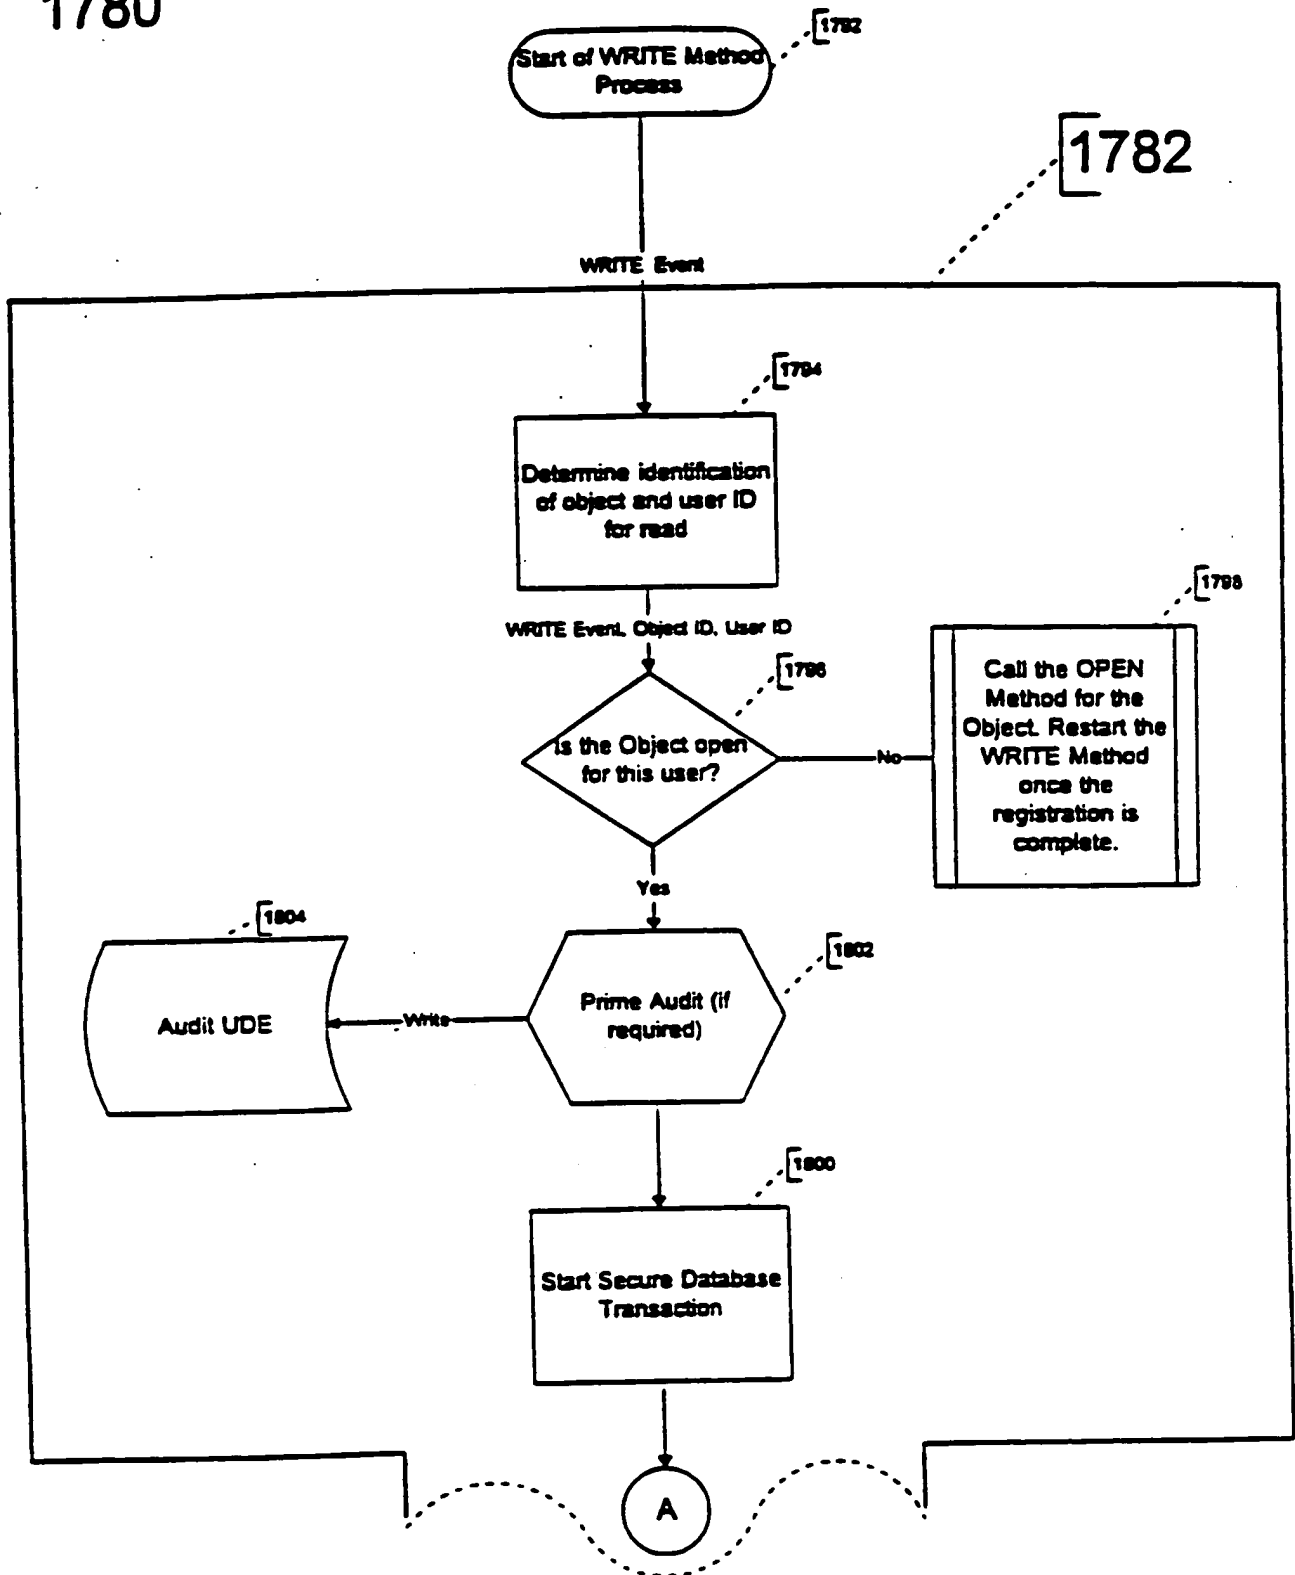 1780
1792
Start of WRITE Method
Process
1782
WRITE Event
1794
Determine identification
of object and user ID
for read
WRITE Event, Object ID, User ID
1796
Is the Object open
for this user?
No
1798
Call the OPEN
Method for the
Object. Restart the
WRITE Method
once the
registration is
complete.
Yes
1804
Audit UDE
Write
1802
Prime Audit (if
required)
1800
Start Secure Database
Transaction
A